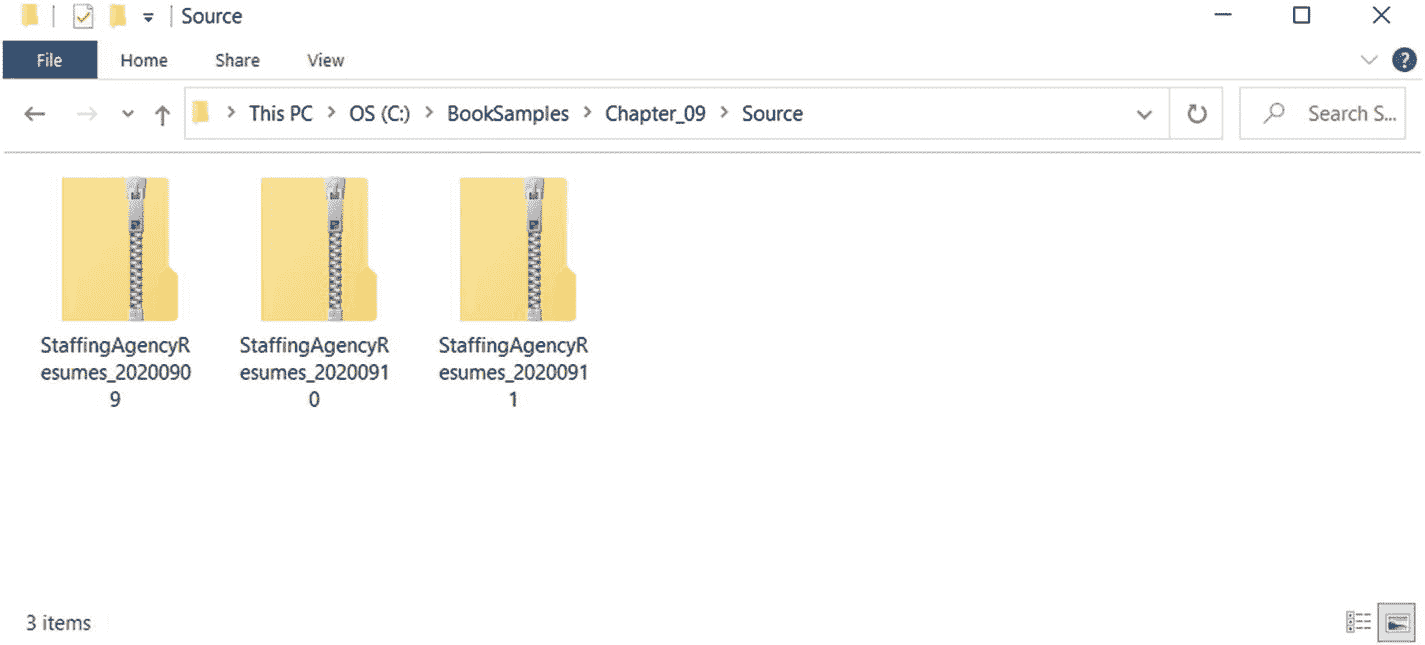 Source
File Home Share View
This PC > OS (C:) > BookSamples > Chapter_09 > Source
Search S...
StaffingAgencyR
esumes_2020090
9
StaffingAgencyR
esumes_2020091
0
StaffingAgencyR
esumes_2020091
1
3 items